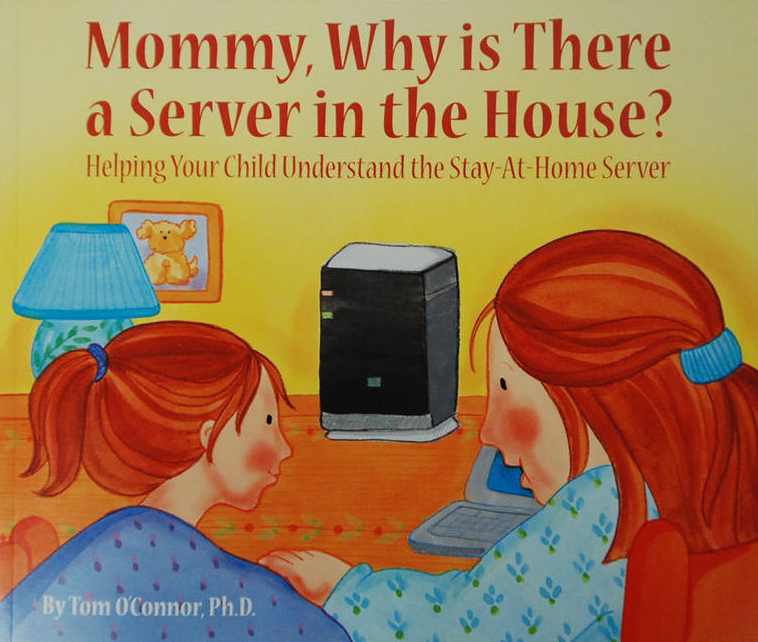 Mommy, Why is There
a Server in the House?
Helping Your Child Understand the Stay-At-Home Server
By Tom O'Connor, Ph.D.